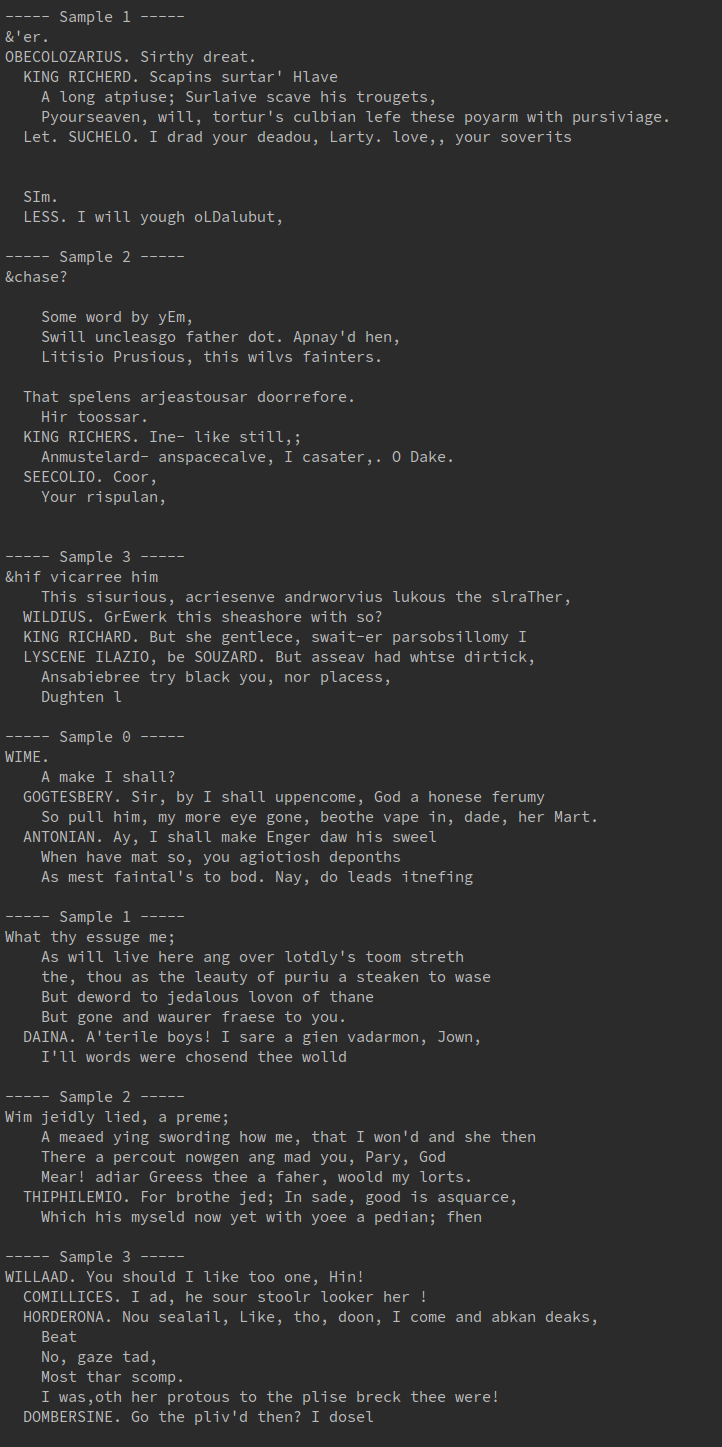 ----- Sample 1 -----
&'er.
OBECOLOZARIUS. Sirthy dreat.
  KING RICHERD. Scapins surtar' Hlave
    A long atpiuse; Surlaive scave his trougets,
    Pyourseaven, will, tortur's culbian lefe these poyarm with pursiviage.
  Let. SUCHELO. I drad your deadou, Larty. love,, your soverits
  SIm.
  LESS. I will yough oLDalubut,
----- Sample 2 -----
&chase?
    Some word by yEm,
    Swill uncleasgo father dot. Apnay'd hen,
    Litisio Prusious, this wilvs fainters.
  That spelens arjeastousar doorrefore.
    Hir toossar.
  KING RICHERS. Ine- like still,;
    Anmustelard- anspacecalve, I casater,. O Dake.
  SEECOLIO. Coor,
    Your rispulan,
----- Sample 3 -----
&hif vicarree him
    This sisurious, acriesenve andrworvius lukous the slraTher,
  WILDIUS. GrEwerk this sheashore with so?
  KING RICHARD. But she gentlece, swait-er parsobsillomy I
  LYSCENE ILAZIO, be SOUZARD. But asseav had whtse dirtick,
    Ansabiebree try black you, nor placess,
    Dughten l
----- Sample 0 -----
WIME.
    A make I shall?
  GOGTESBERY. Sir, by I shall uppencome, God a honese ferumy
    So pull him, my more eye gone, beothe vape in, dade, her Mart.
  ANTONIAN. Ay, I shall make Enger daw his sweel
    When have mat so, you agiotiosh deponths
    As mest faintal's to bod. Nay, do leads itnefing
----- Sample 1 -----
What thy essuge me;
    As will live here ang over lotdly's toom streth
    the, thou as the leauty of puriu a steaken to wase
    But deword to jedalous lovon of thane
    But gone and waurer fraese to you.
  DAINA. A'terile boys! I sare a gien vadarmon, Jown,
    I'll words were chosend thee wolld
----- Sample 2 -----
Wim jeidly lied, a preme;
    A meaed ying swording how me, that I won'd and she then
    There a percout nowgen ang mad you, Pary, God
    Mear! adiar Greess thee a faher, woold my lorts.
  THIPHILEMIO. For brothe jed; In sade, good is asquarce,
    Which his myseld now yet with yoee a pedian; fhen
----- Sample 3 -----
WILLAAD. You should I like too one, Hin!
  COMILLICES. I ad, he sour stoolr looker her !
  HORDERONA. Nou sealail, Like, tho, doon, I come and abkan deaks,
    Beat
    No, gaze tad,
    Most thar scomp.
    I was,oth her protous to the plise breck thee were!
  DOMBERSINE. Go the pliv'd then? I dosel